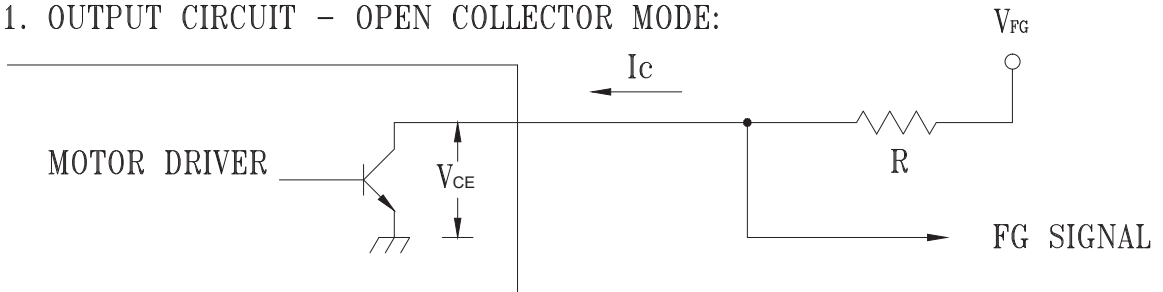 1. OUTPUT CIRCUIT - OPEN COLLECTOR MODE:
VFG
Ic
MOTOR DRIVER
VCE
R
FG SIGNAL